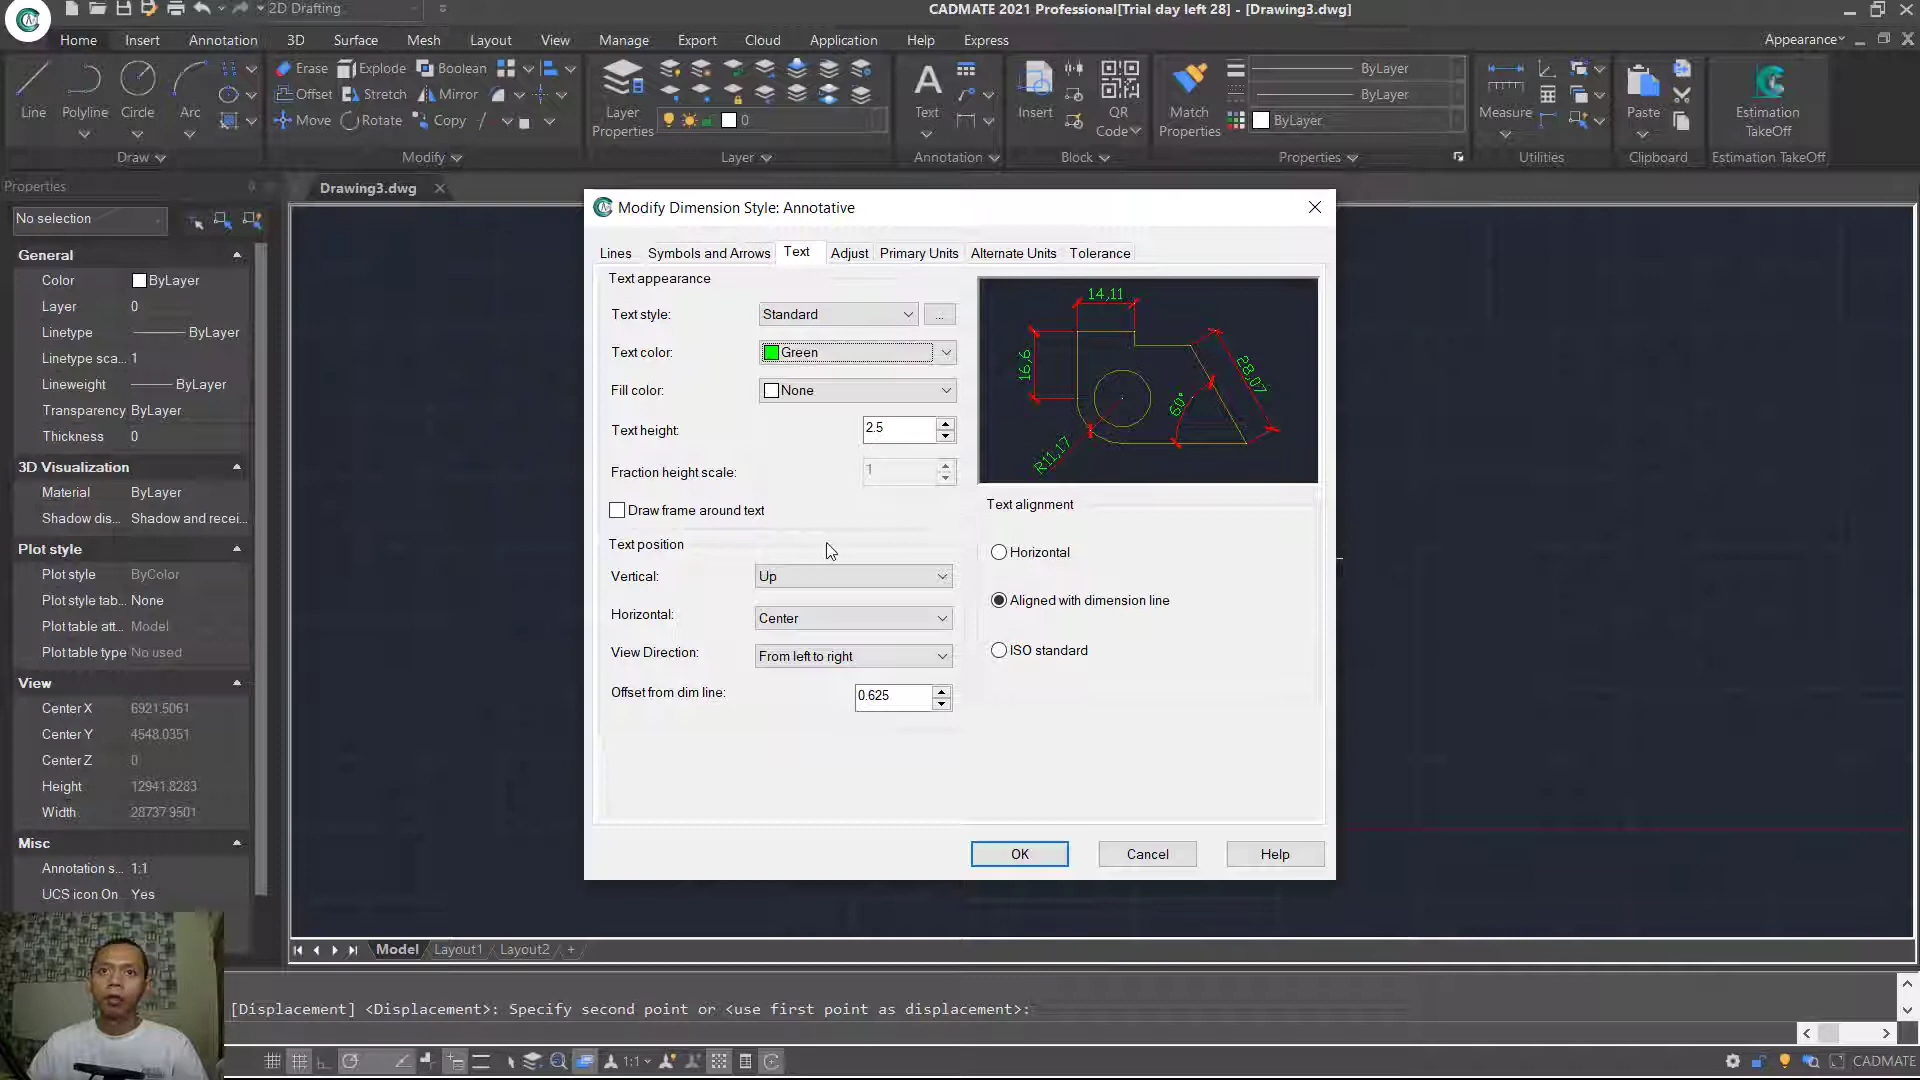 2D Drafting
CADMATE 2021 Professional[Trial day left 28] - [Drawing3.dwg]
Home Insert Annotation 3D Surface Mesh Layout View Manage Export Cloud Application Help Express Appearance
Line Polyline Circle Arc
Erase Explode Boolean
Offset Stretch Mirror
Move Rotate Copy
Layer Properties
0
Text
Insert QR Code
Match Properties
ByLayer
ByLayer
ByLayer
Measure
Paste
Estimation TakeOff
Draw Modify Layer Annotation Block Properties Utilities Clipboard Estimation TakeOff
Properties
Drawing3.dwg
No selection
General
Color ByLayer
Layer 0
Linetype ByLayer
Linetype sca... 1
Lineweight ByLayer
Transparency ByLayer
Thickness 0
3D Visualization
Material ByLayer
Shadow dis... Shadow and recei...
Plot style
Plot style ByColor
Plot style tab... None
Plot table att... Model
Plot table type No used
View
Center X 6921.5061
Center Y 4548.0351
Center Z 0
Height 12941.8283
Width 28737.9501
Misc
Annotation s... 1:1
UCS icon On Yes
Modify Dimension Style: Annotative
Lines Symbols and Arrows Text Adjust Primary Units Alternate Units Tolerance
Text appearance
Text style: Standard ...
Text color: Green
Fill color: None
Text height: 2.5
Fraction height scale: 1
Draw frame around text
Text position
Vertical: Up
Horizontal: Center
View Direction: From left to right
Offset from dim line: 0.625
14,11
16,6
28,07
60°
R11,17
Text alignment
Horizontal
Aligned with dimension line
ISO standard
OK Cancel Help
Model Layout1 Layout2 +
[Displacement] <Displacement>: Specify second point or <use first point as displacement>:
1:1
CADMATE